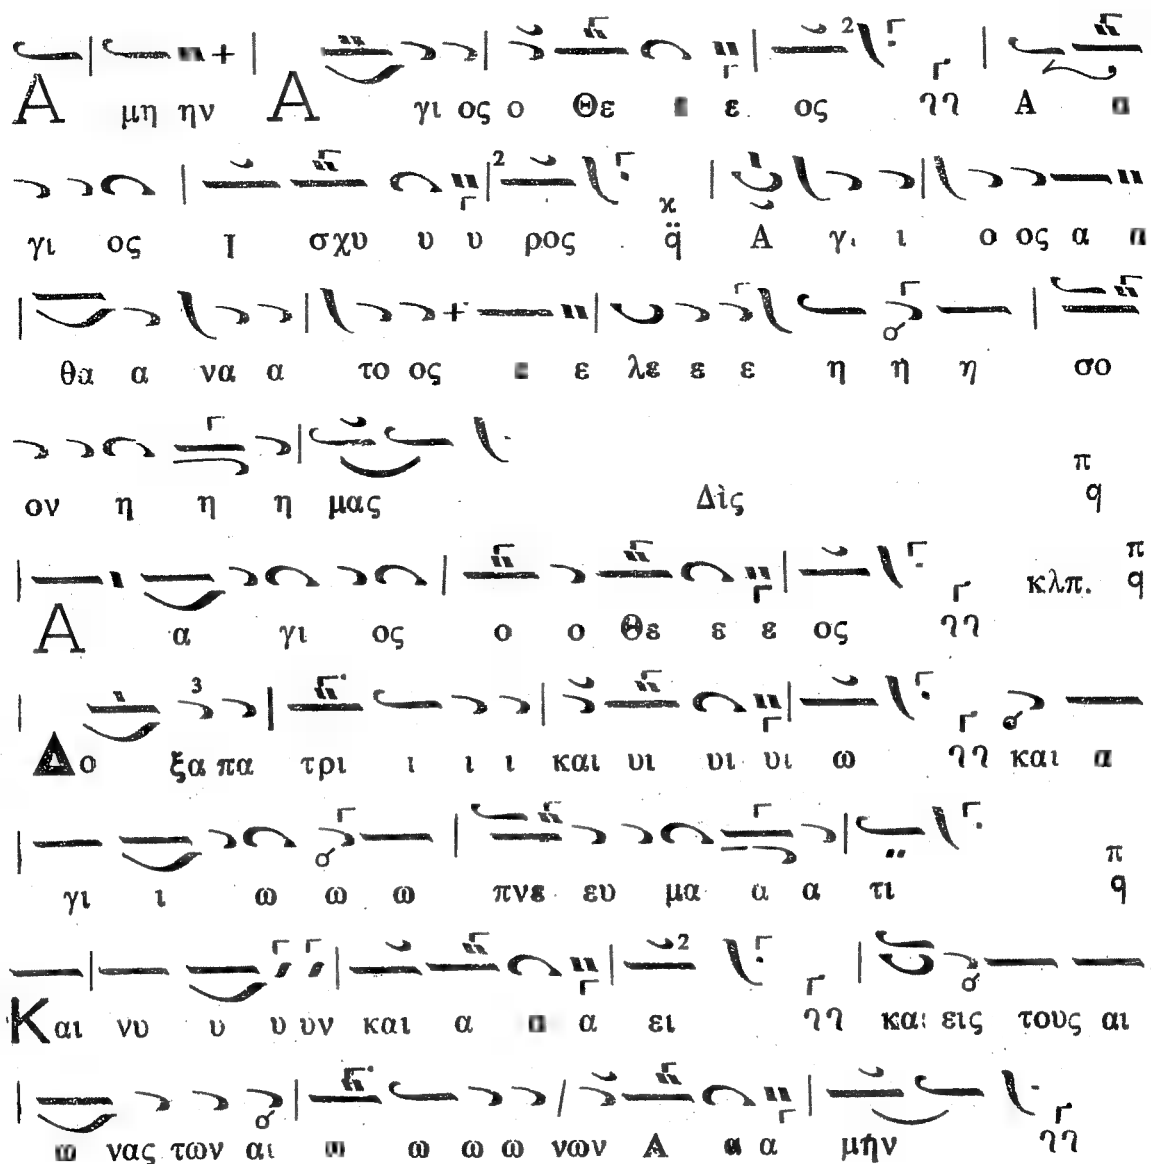 Α μη ην Α γι ος ο Θε ε ε ος Α α
γι ος Ι σχυ υ υ ρος Α γι ι ο ος α α
θα α να α το ος ε ε λε ε ε η η η σο
ον η η η μας Δὶς
Α α γι ος ο ο Θε ε ε ος κλπ.
Δο ξα πα τρι ι ι ι και υι υι υι ω και α
γι ι ω ω ω πνε ευ μα α α τι
Και νυ υ υ υν και α α α ει και εις τους αι
ω νας των αι ω ω ω ω νων Α α α μήν